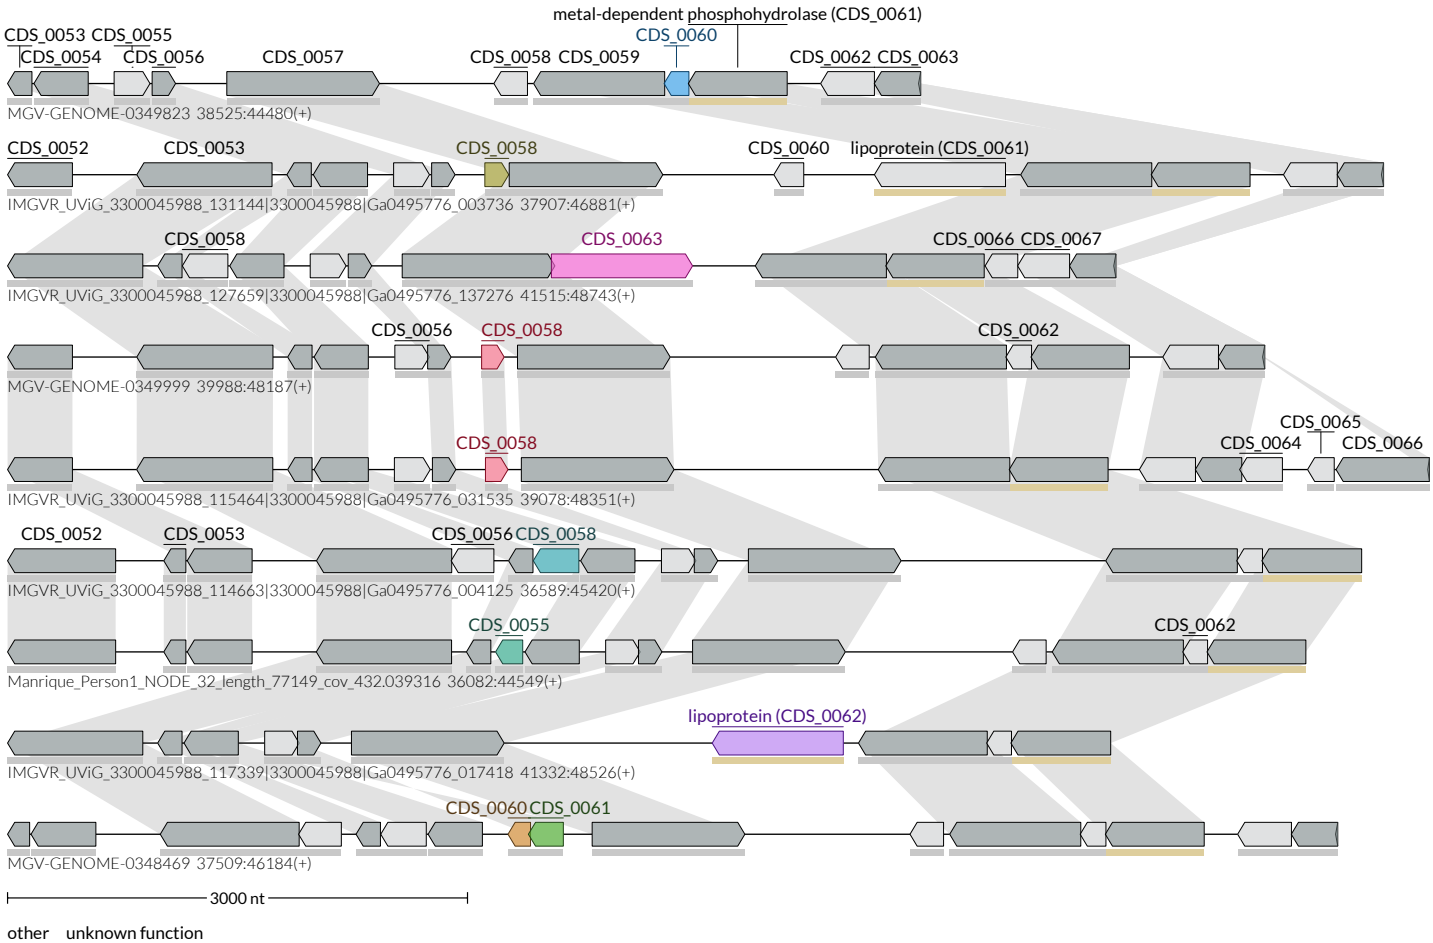 metal-dependent phosphohydrolase (CDS_0061)
CDS_0053 CDS_0055 CDS_0060
CDS_0054 CDS_0056 CDS_0057 CDS_0058 CDS_0059 CDS_0062 CDS_0063
MGV-GENOME-0349823 38525:44480(+)
CDS_0052 CDS_0053 CDS_0058 CDS_0060 lipoprotein (CDS_0061)
IMGVR_UViG_3300045988_131144|3300045988|Ga0495776_003736 37907:46881(+)
CDS_0058 CDS_0063 CDS_0066 CDS_0067
IMGVR_UViG_3300045988_127659|3300045988|Ga0495776_137276 41515:48743(+)
CDS_0056 CDS_0058 CDS_0062
MGV-GENOME-0349999 39988:48187(+)
CDS_0065
CDS_0058 CDS_0064 CDS_0066
IMGVR_UViG_3300045988_115464|3300045988|Ga0495776_031535 39078:48351(+)
CDS_0052 CDS_0053 CDS_0056 CDS_0058
IMGVR_UViG_3300045988_114663|3300045988|Ga0495776_004125 36589:45420(+)
CDS_0055 CDS_0062
Manrique_Person1_NODE_32_length_77149_cov_432.039316 36082:44549(+)
lipoprotein (CDS_0062)
IMGVR_UViG_3300045988_117339|3300045988|Ga0495776_017418 41332:48526(+)
CDS_0060 CDS_0061
MGV-GENOME-0348469 37509:46184(+)
3000 nt
other unknown function